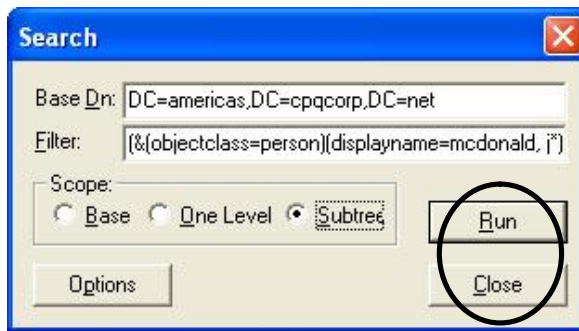 Search
Base Dn: DC=americas,DC=cpqcorp,DC=net
Filter: (&(objectclass=person)(displayname=mcdonald, j*)
Scope:
Base One Level Subtree
Run
Options
Close